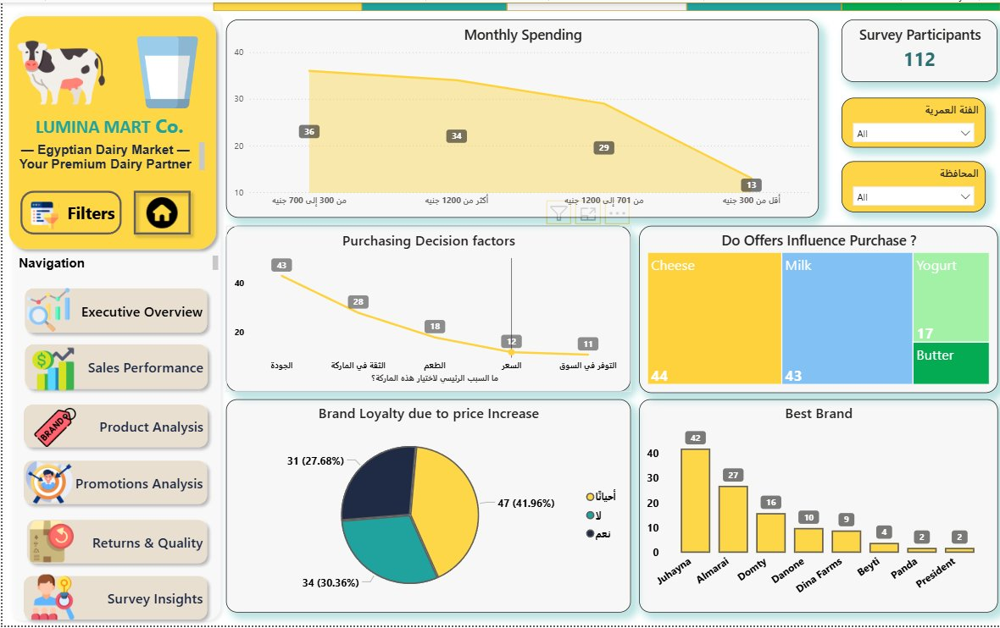 LUMINA MART Co.
— Egyptian Dairy Market —
Your Premium Dairy Partner
Filters
Navigation
Executive Overview
Sales Performance
BRAND
Product Analysis
Promotions Analysis
Returns & Quality
Survey Insights
Monthly Spending
40
30
20
10
36
34
29
13
من 300 إلى 700 جنيه
أكثر من 1200 جنيه
من 701 إلى 1200 جنيه
أقل من 300 جنيه
Survey Participants
112
الفئة العمرية
All
المحافظة
All
Purchasing Decision factors
40
20
43
28
18
12
11
الجودة
الثقة في الماركة
الطعم
السعر
التوفر في السوق
ما السبب الرئيسي لاختيار هذه الماركة؟
Do Offers Influence Purchase ?
Cheese
44
Milk
43
Yogurt
17
Butter
Brand Loyalty due to price Increase
31 (27.68%)
47 (41.96%)
34 (30.36%)
أحيانًا
لا
نعم
Best Brand
40
30
20
10
0
42
27
16
10
9
4
2
2
Juhayna
Almarai
Domty
Danone
Dina Farms
Beyti
Panda
President